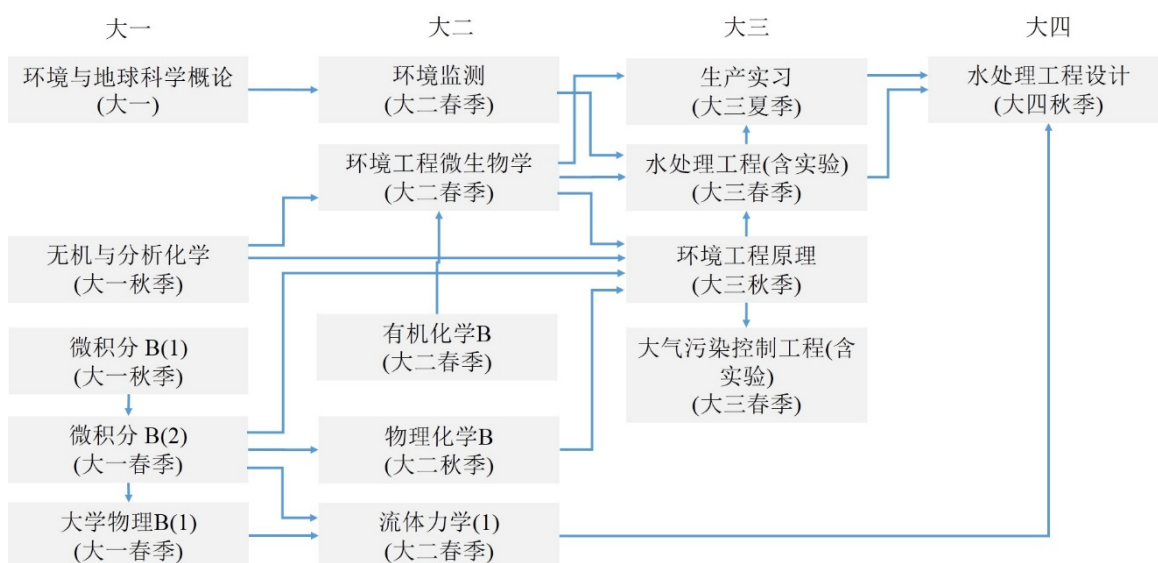 大一
大二
大三
大四
环境与地球科学概论
(大一)
环境监测
(大二春季)
生产实习
(大三夏季)
水处理工程设计
(大四秋季)
环境工程微生物学
(大二春季)
水处理工程(含实验)
(大三春季)
无机与分析化学
(大一秋季)
环境工程原理
(大三秋季)
微积分 B(1)
(大一秋季)
有机化学B
(大二春季)
大气污染控制工程(含
实验)
(大三春季)
微积分 B(2)
(大一春季)
物理化学B
(大二秋季)
大学物理B(1)
(大一春季)
流体力学(1)
(大二春季)